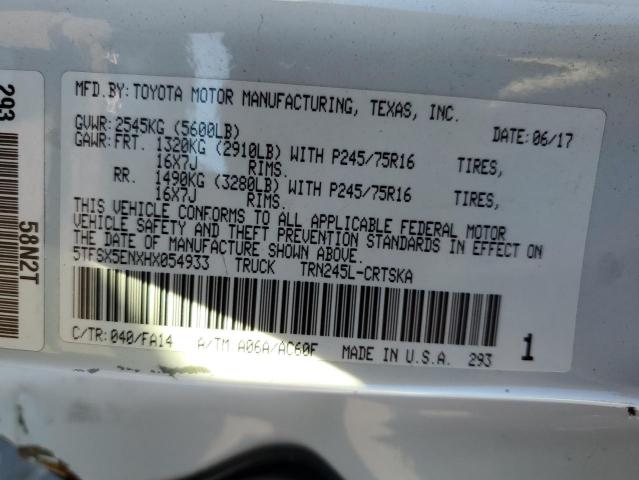 MFD.BY: TOYOTA MOTOR MANUFACTURING, TEXAS, INC.
GVWR: 2545KG (5600LB) DATE: 06/17
GAWR: FRT. 1320KG (2910LB) WITH P245/75R16 TIRES,
16X7J RIMS.
RR. 1490KG (3280LB) WITH P245/75R16 TIRES,
16X7J RIMS.
THIS VEHICLE CONFORMS TO ALL APPLICABLE FEDERAL MOTOR
VEHICLE SAFETY AND THEFT PREVENTION STANDARDS IN EFFECT ON
THE DATE OF MANUFACTURE SHOWN ABOVE.
5TFSX5ENXHX054933 TRUCK TRN245L-CRTSKA
C/TR: 040/FA14 A/TM A06A/AC60F MADE IN U.S.A. 293 1
293
58N2T